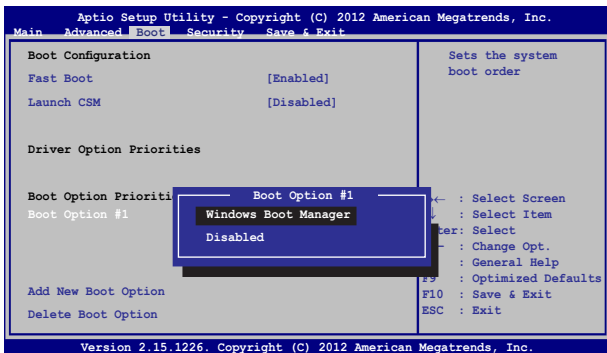 Aptio Setup Utility - Copyright (C) 2012 American Megatrends, Inc.
Main Advanced Boot Security Save & Exit
Boot Configuration
Fast Boot [Enabled]
Launch CSM [Disabled]
Driver Option Priorities
Boot Option Prioriti
Boot Option #1
Boot Option #1
Windows Boot Manager
Disabled
Add New Boot Option
Delete Boot Option
Sets the system
boot order
→← : Select Screen
: Select Item
ter: Select
: Change Opt.
: General Help
F9 : Optimized Defaults
F10 : Save & Exit
ESC : Exit
Version 2.15.1226. Copyright (C) 2012 American Megatrends, Inc.